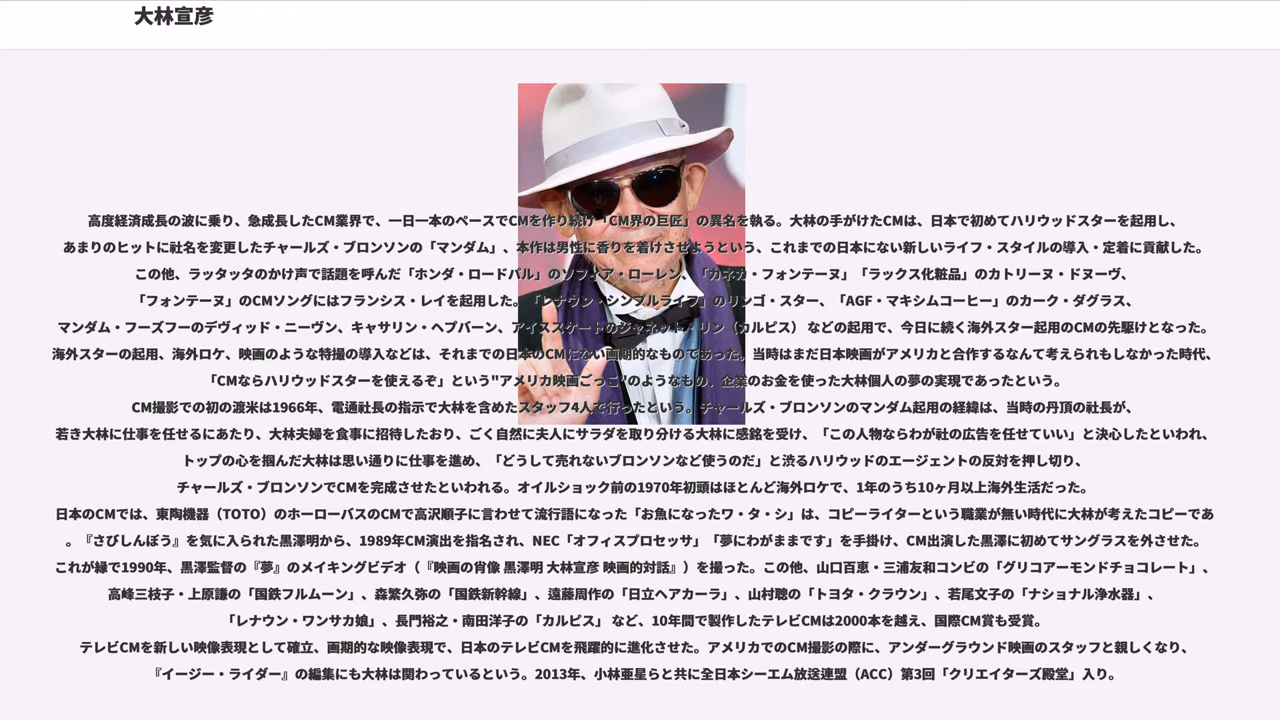 大林宣彦
高度経済成長の波に乗り、急成長したCM業界で、一日一本のペースでCMを作り続け「CM界の巨匠」の異名を執る。大林の手がけたCMは、日本で初めてハリウッドスターを起用し、
あまりのヒットに社名を変更したチャールズ・ブロンソンの「マンダム」、本作は男性に香りを着けさせようという、これまでの日本にない新しいライフ・スタイルの導入・定着に貢献した。
この他、ラッタッタのかけ声で話題を呼んだ「ホンダ・ロードパル」のソフィア・ローレン、「カネカ・フォンテーヌ」「ラックス化粧品」のカトリーヌ・ドヌーヴ、
「フォンテーヌ」のCMソングにはフランシス・レイを起用した。「レナウン・シンプルライフ」のリンゴ・スター、「AGF・マキシムコーヒー」のカーク・ダグラス、
マンダム・フーズフーのデヴィッド・ニーヴン、キャサリン・ヘプバーン、アイススケートのジャネット・リン（カルピス） などの起用で、今日に続く海外スター起用のCMの先駆けとなった。
海外スターの起用、海外ロケ、映画のような特撮の導入などは、それまでの日本のCMにない画期的なものであった。当時はまだ日本映画がアメリカと合作するなんて考えられもしなかった時代、
「CMならハリウッドスターを使えるぞ」という"アメリカ映画ごっこ"のようなもの、企業のお金を使った大林個人の夢の実現であったという。
CM撮影での初の渡米は1966年、電通社長の指示で大林を含めたスタッフ4人で行ったという。チャールズ・ブロンソンのマンダム起用の経緯は、当時の丹頂の社長が、
若き大林に仕事を任せるにあたり、大林夫婦を食事に招待したおり、ごく自然に夫人にサラダを取り分ける大林に感銘を受け、「この人物ならわが社の広告を任せていい」と決心したといわれ、
トップの心を掴んだ大林は思い通りに仕事を進め、「どうして売れないブロンソンなど使うのだ」と渋るハリウッドのエージェントの反対を押し切り、
チャールズ・ブロンソンでCMを完成させたといわれる。オイルショック前の1970年初頭はほとんど海外ロケで、1年のうち10ヶ月以上海外生活だった。
日本のCMでは、東陶機器（TOTO）のホーローバスのCMで高沢順子に言わせて流行語になった「お魚になったワ・タ・シ」は、コピーライターという職業が無い時代に大林が考えたコピーであ
。『さびしんぼう』を気に入られた黒澤明から、1989年CM演出を指名され、NEC「オフィスプロセッサ」「夢にわがままです」を手掛け、CM出演した黒澤に初めてサングラスを外させた。
これが縁で1990年、黒澤監督の『夢』のメイキングビデオ（『映画の肖像 黒澤明 大林宣彦 映画的対話』）を撮った。この他、山口百恵・三浦友和コンビの「グリコアーモンドチョコレート」、
高峰三枝子・上原謙の「国鉄フルムーン」、森繁久弥の「国鉄新幹線」、遠藤周作の「日立ヘアカーラ」、山村聰の「トヨタ・クラウン」、若尾文子の「ナショナル浄水器」、
「レナウン・ワンサカ娘」、長門裕之・南田洋子の「カルピス」 など、10年間で製作したテレビCMは2000本を越え、国際CM賞も受賞。
テレビCMを新しい映像表現として確立、画期的な映像表現で、日本のテレビCMを飛躍的に進化させた。アメリカでのCM撮影の際に、アンダーグラウンド映画のスタッフと親しくなり、
『イージー・ライダー』の編集にも大林は関わっているという。2013年、小林亜星らと共に全日本シーエム放送連盟（ACC）第3回「クリエイターズ殿堂」入り。